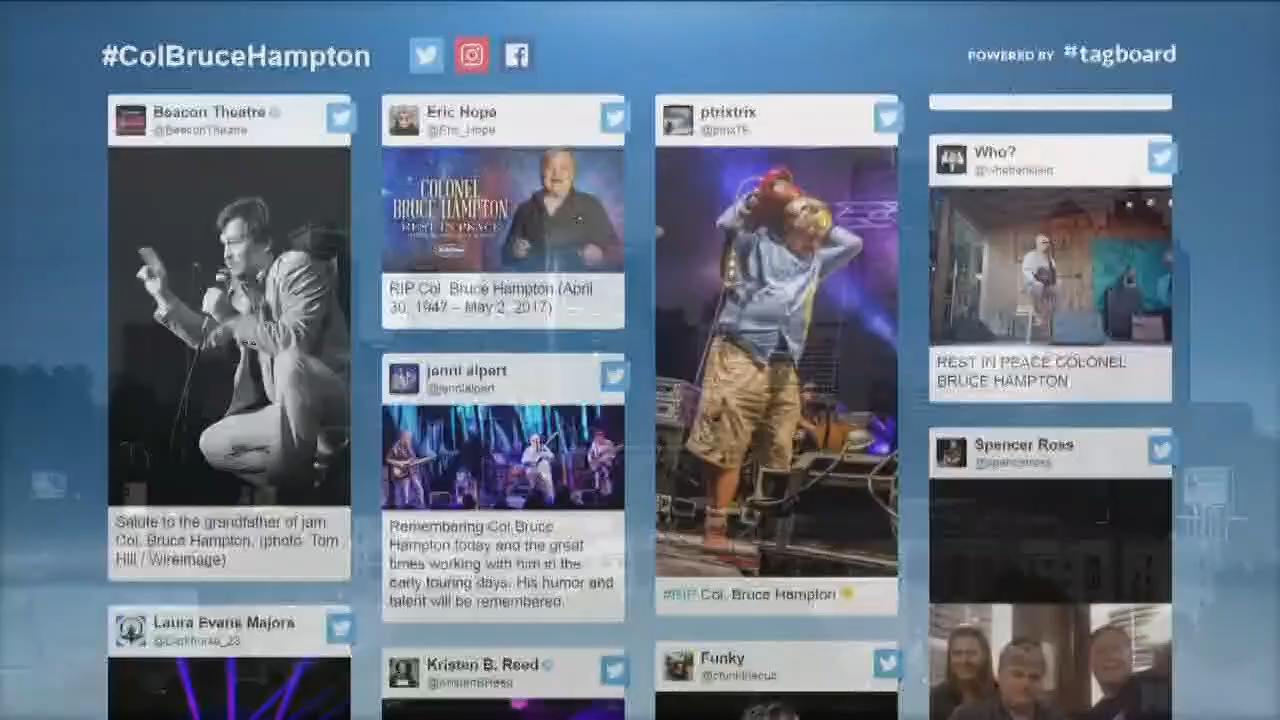 #ColBruceHampton
POWERED BY #tagboard
Beacon Theatre
@BeaconTheatre
Salute to the grandfather of jam
Col. Bruce Hampton. (photo: Tom
Hill / WireImage)
Laura Evans Majors
Eric Hope
@Eric_Hope
COLONEL
BRUCE HAMPTON
REST IN PEACE
RIP Col. Bruce Hampton (April
30, 1947 – May 2, 2017)
jenni alpert
@jennialpert
Remembering Col.Bruce
Hampton today and the great
times working with him in the
early touring days. His humor and
talent will be remembered.
Kristen B. Reed
@KristenBReed
ptrixtrix
#RIP Col. Bruce Hampton
Funky
Who?
REST IN PEACE COLONEL
BRUCE HAMPTON
Spencer Ross
@spencerross